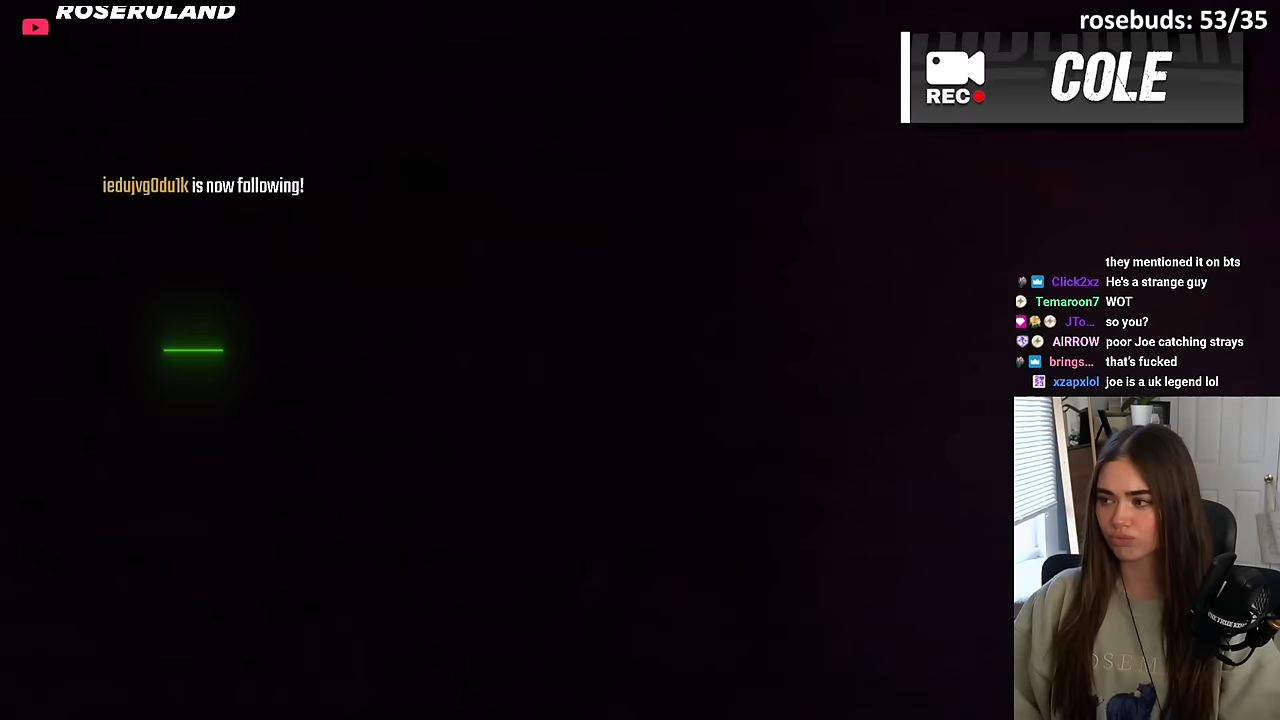 ROSERULAND
rosebuds: 53/35
REC
COLE
iedujvg0du1k is now following!
they mentioned it on bts
Click2xz He's a strange guy
Temaroon7 WOT
JTo... so you?
AIRROW poor Joe catching strays
brings... that's fucked
xzapxlol joe is a uk legend lol